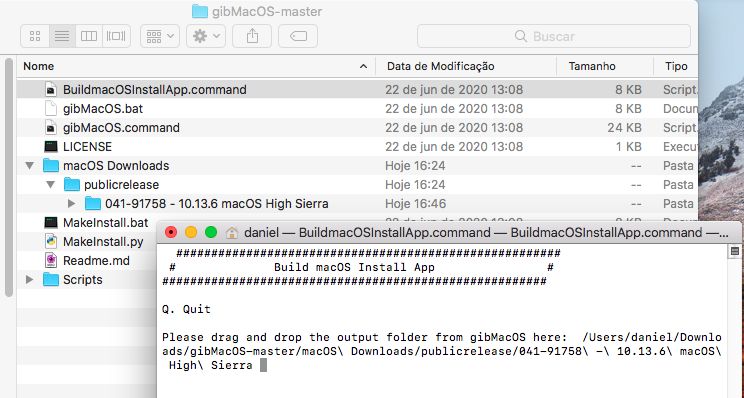 gibMacOS-master
Buscar
Nome Data de Modificação Tamanho Tipo
BuildmacOSInstallApp.command 22 de jun de 2020 13:08 8 KB Script.
gibMacOS.bat 22 de jun de 2020 13:08 8 KB Docum
gibMacOS.command 22 de jun de 2020 13:08 24 KB Script.
LICENSE 22 de jun de 2020 13:08 1 KB Execu
macOS Downloads Hoje 16:24 -- Pasta
publicrelease Hoje 16:24 -- Pasta
041-91758 - 10.13.6 macOS High Sierra Hoje 16:46 -- Pasta
MakeInstall.bat
MakeInstall.py
Readme.md
Scripts
daniel — BuildmacOSInstallApp.command — BuildmacOSInstallApp.command —...
#######################################################
# Build macOS Install App #
#######################################################
Q. Quit
Please drag and drop the output folder from gibMacOS here: /Users/daniel/Downlo
ads/gibMacOS-master/macOS\ Downloads/publicrelease/041-91758\ -\ 10.13.6\ macOS\
High\ Sierra